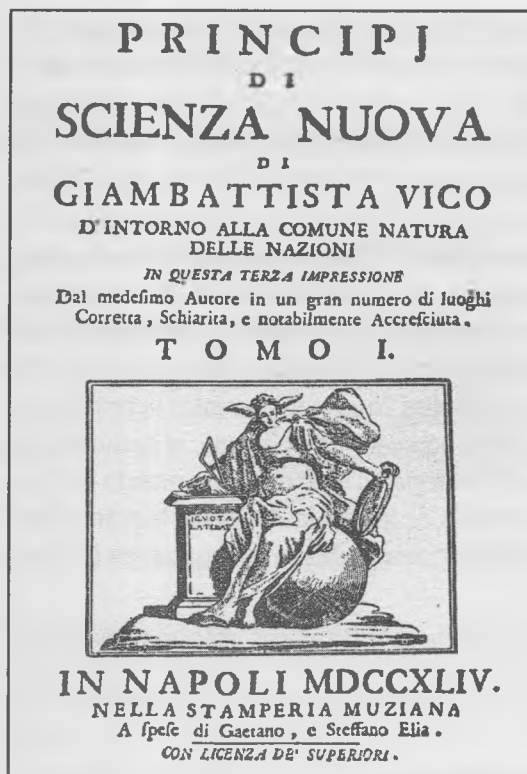 PRINCIPJ
DI
SCIENZA NUOVA
DI
GIAMBATTISTA VICO
D'INTORNO ALLA COMUNE NATURA
DELLE NAZIONI
IN QUESTA TERZA IMPRESSIONE
Dal medeſimo Autore in un gran numero di luoghi
Corretta, Schiarita, e notabilmente Accreſciuta.
TOMO I.
IGNOTA
LATEBAT
IN NAPOLI MDCCXLIV.
NELLA STAMPERIA MUZIANA
A ſpeſe di Gaetano, e Steffano Elia.
CON LICENZA DE' SUPERIORI.